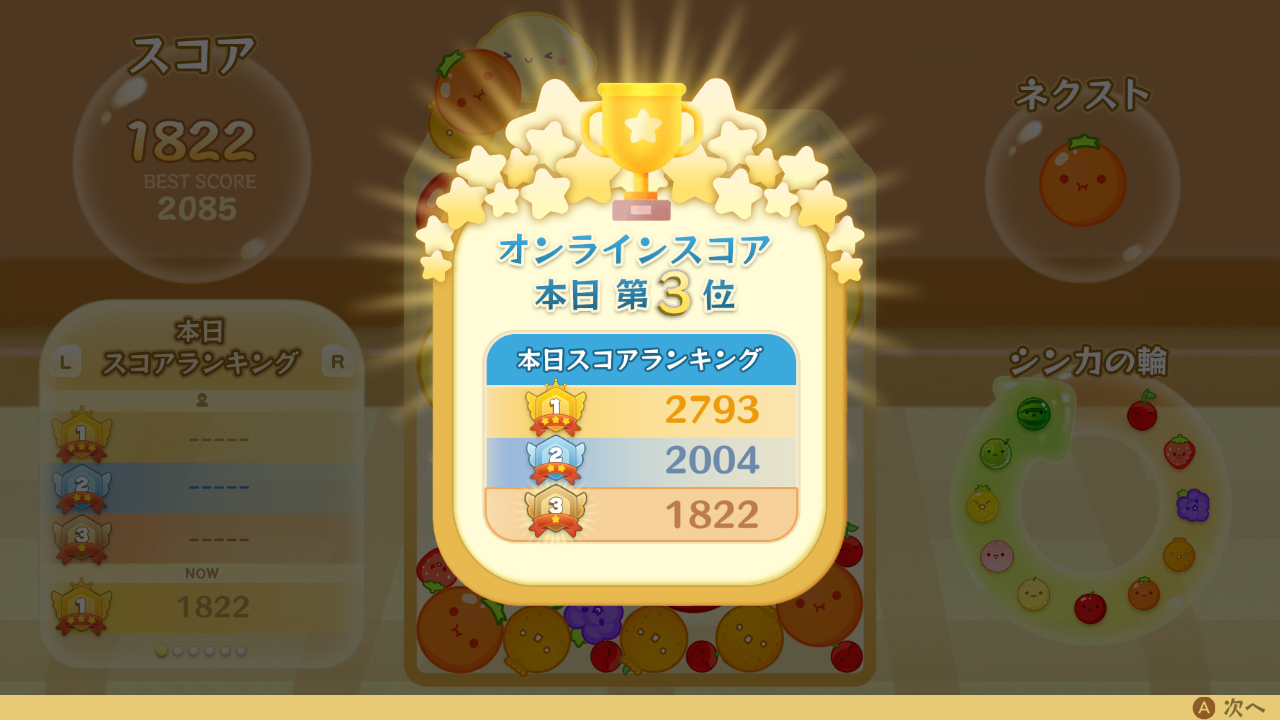 スコア
1822
BEST SCORE
2085
ネクスト
オンラインスコア
本日 第3位
本日スコアランキング
1 2793
2 2004
3 1822
本日
L スコアランキング R
1 -----
2 -----
3 -----
NOW
1 1822
シンカの輪
A 次へ